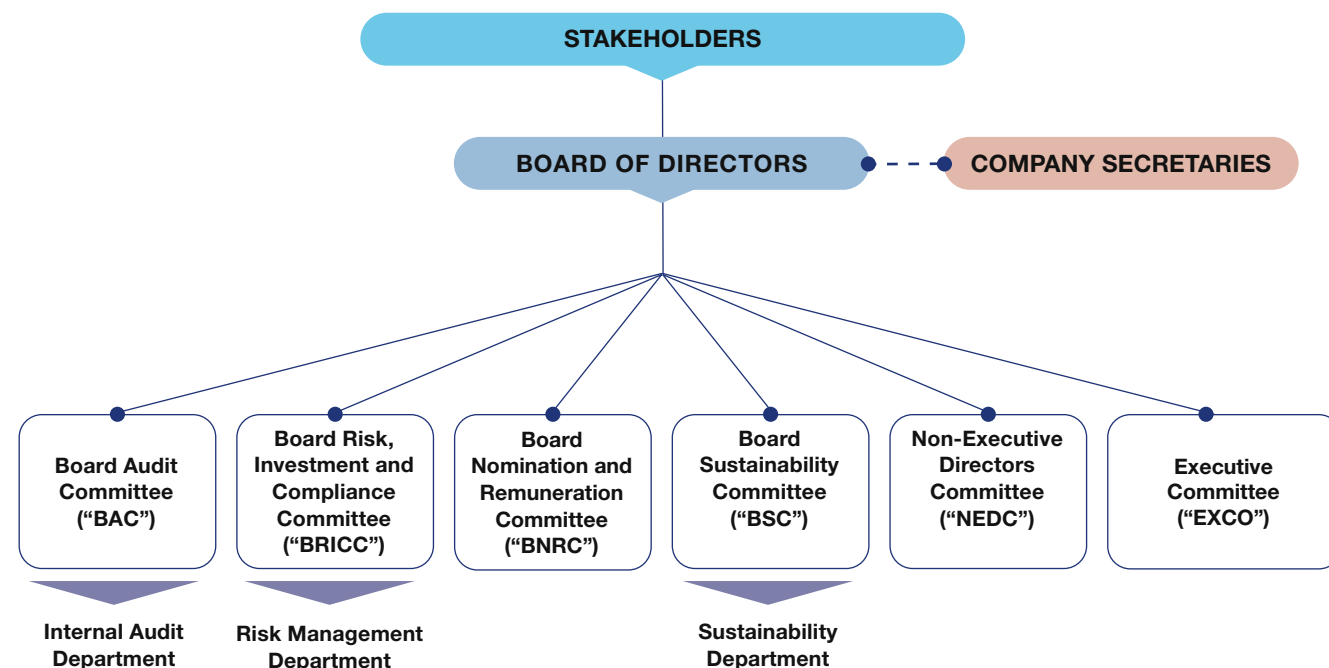 STAKEHOLDERS
BOARD OF DIRECTORS
COMPANY SECRETARIES
Board Audit
Committee
(“BAC”)
Board Risk,
Investment and
Compliance
Committee
(“BRICC”)
Board
Nomination and
Remuneration
Committee
(“BNRC”)
Board
Sustainability
Committee
(“BSC”)
Non-Executive
Directors
Committee
(“NEDC”)
Executive
Committee
(“EXCO”)
Internal Audit
Department
Risk Management
Department
Sustainability
Department